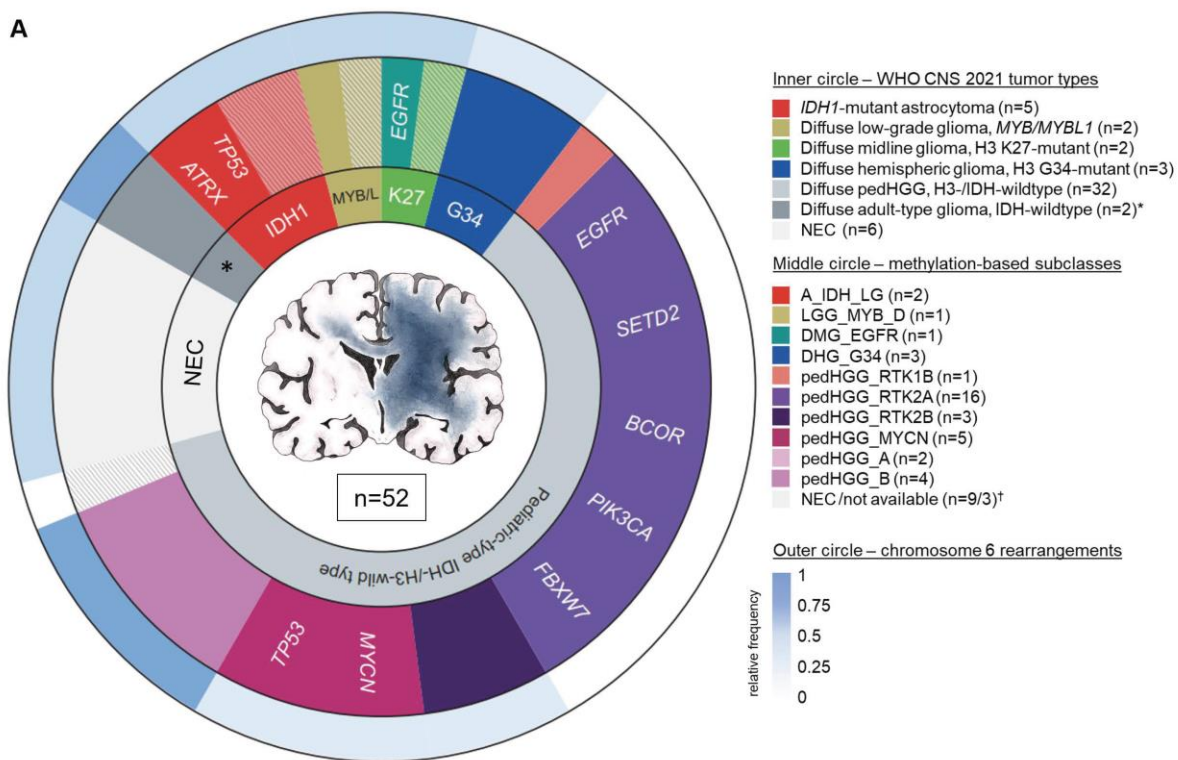 A
TP53
ATRX
IDH1
MYB/L
EGFR
K27
G34
EGFR
SETD2
BCOR
PIK3CA
FBXW7
MYCN
TP53
NEC
*
Pediatric-type IDH-/H3-wild type
n=52
Inner circle – WHO CNS 2021 tumor types
IDH1-mutant astrocytoma (n=5)
Diffuse low-grade glioma, MYB/MYBL1 (n=2)
Diffuse midline glioma, H3 K27-mutant (n=2)
Diffuse hemispheric glioma, H3 G34-mutant (n=3)
Diffuse pedHGG, H3-/IDH-wildtype (n=32)
Diffuse adult-type glioma, IDH-wildtype (n=2)*
NEC (n=6)
Middle circle – methylation-based subclasses
A_IDH_LG (n=2)
LGG_MYB_D (n=1)
DMG_EGFR (n=1)
DHG_G34 (n=3)
pedHGG_RTK1B (n=1)
pedHGG_RTK2A (n=16)
pedHGG_RTK2B (n=3)
pedHGG_MYCN (n=5)
pedHGG_A (n=2)
pedHGG_B (n=4)
NEC/not available (n=9/3)†
Outer circle – chromosome 6 rearrangements
relative frequency
1
0.75
0.5
0.25
0